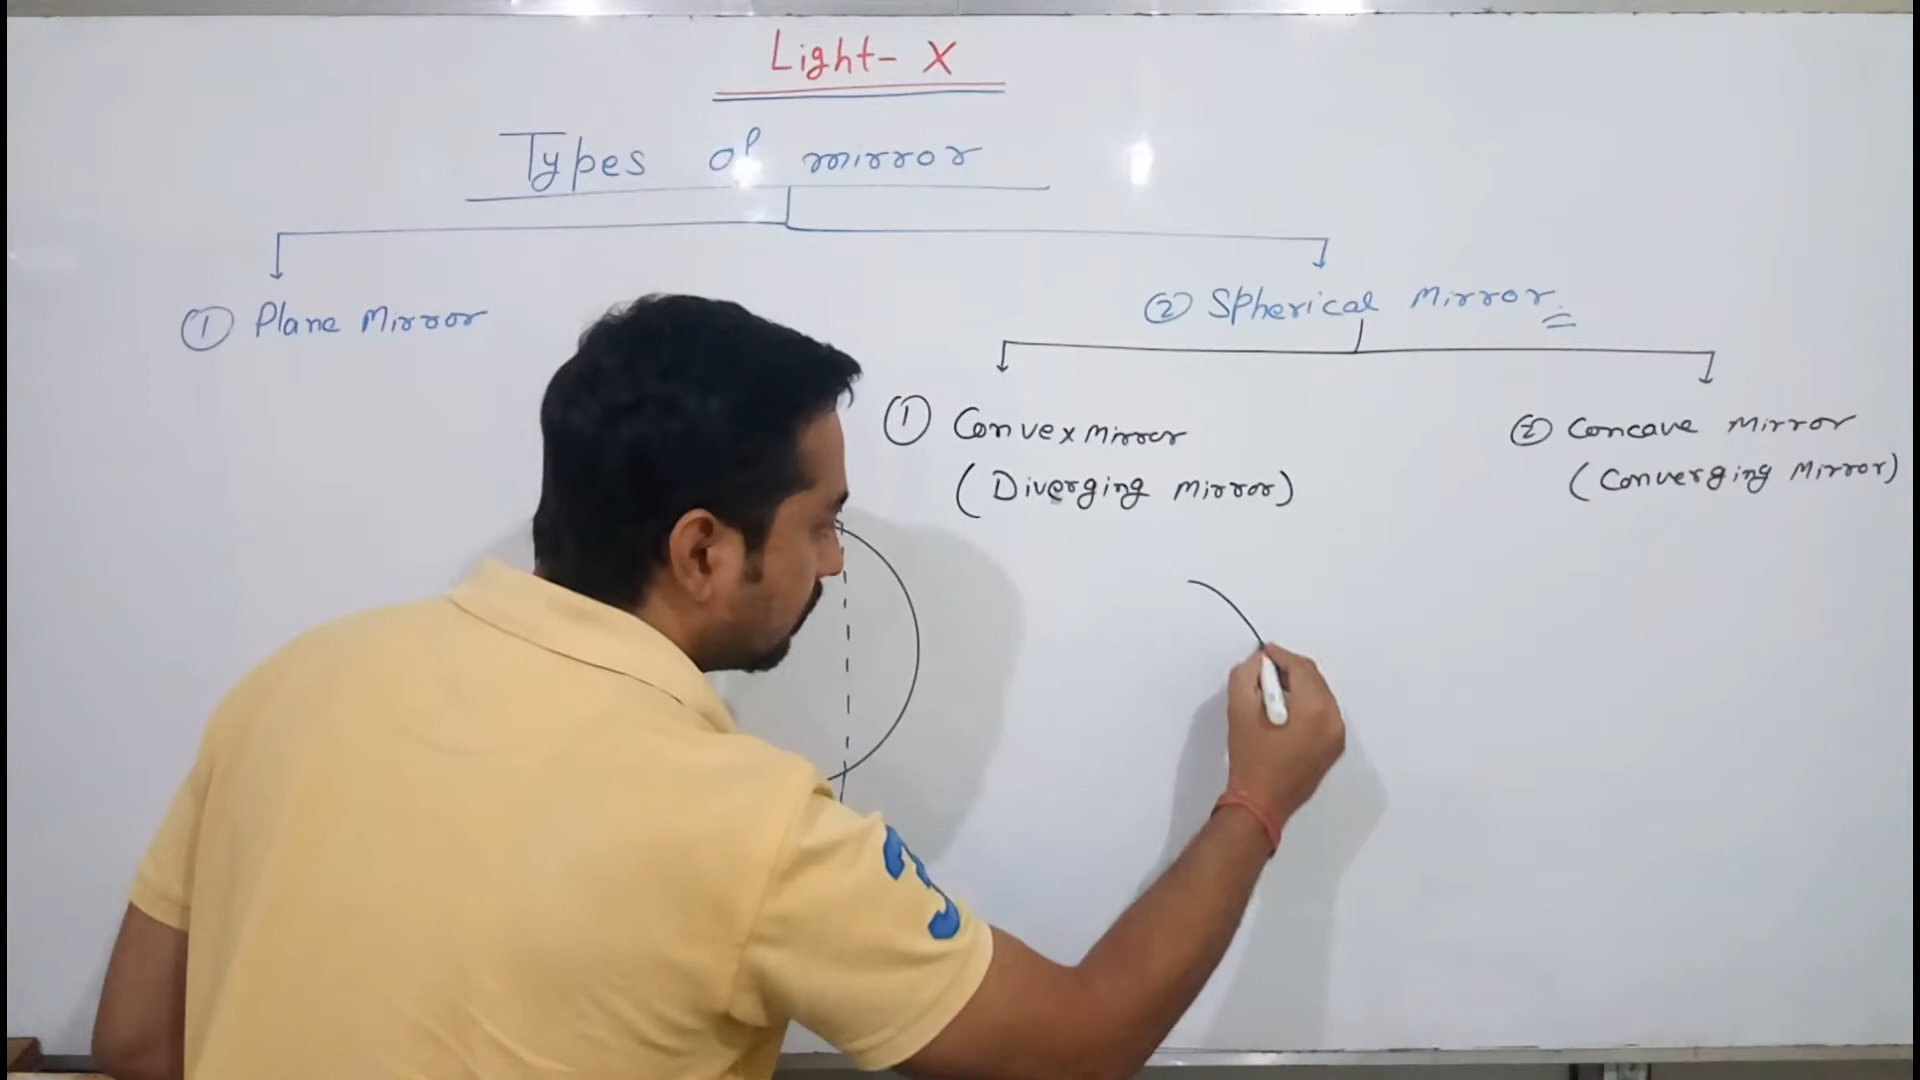 Light- X
Types of mirror
① Plane Mirror
② Spherical Mirror
① Convex Mirror
(Diverging Mirror)
② Concave Mirror
(Converging Mirror)
3